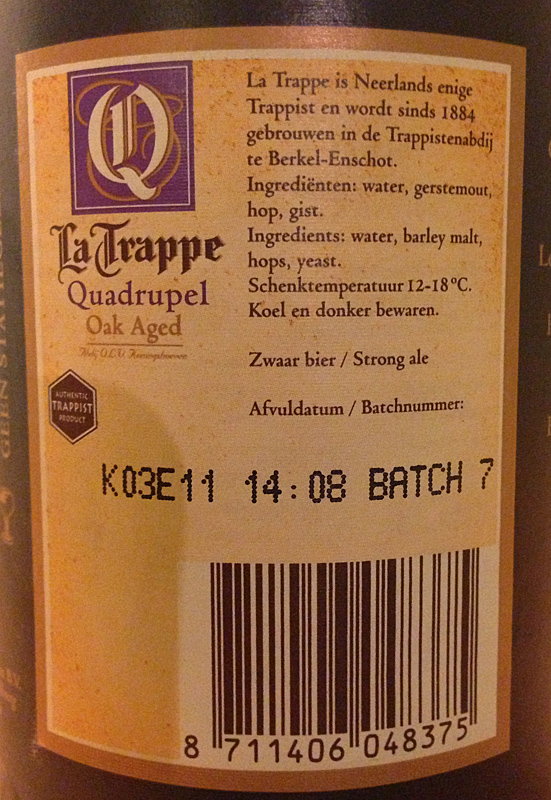 Q
La Trappe
Quadrupel
Oak Aged
AUTHENTIC
TRAPPIST
PRODUCT
La Trappe is Neerlands enige
Trappist en wordt sinds 1884
gebrouwen in de Trappistenabdij
te Berkel-Enschot.
Ingrediënten: water, gerstemout,
hop, gist.
Ingredients: water, barley malt,
hops, yeast.
Schenktemperatuur 12-18°C.
Koel en donker bewaren.
Zwaar bier / Strong ale
Afvuldatum / Batchnummer:
K03E11 14:08 BATCH 7
8 711406 048375
GEEN STATIEG